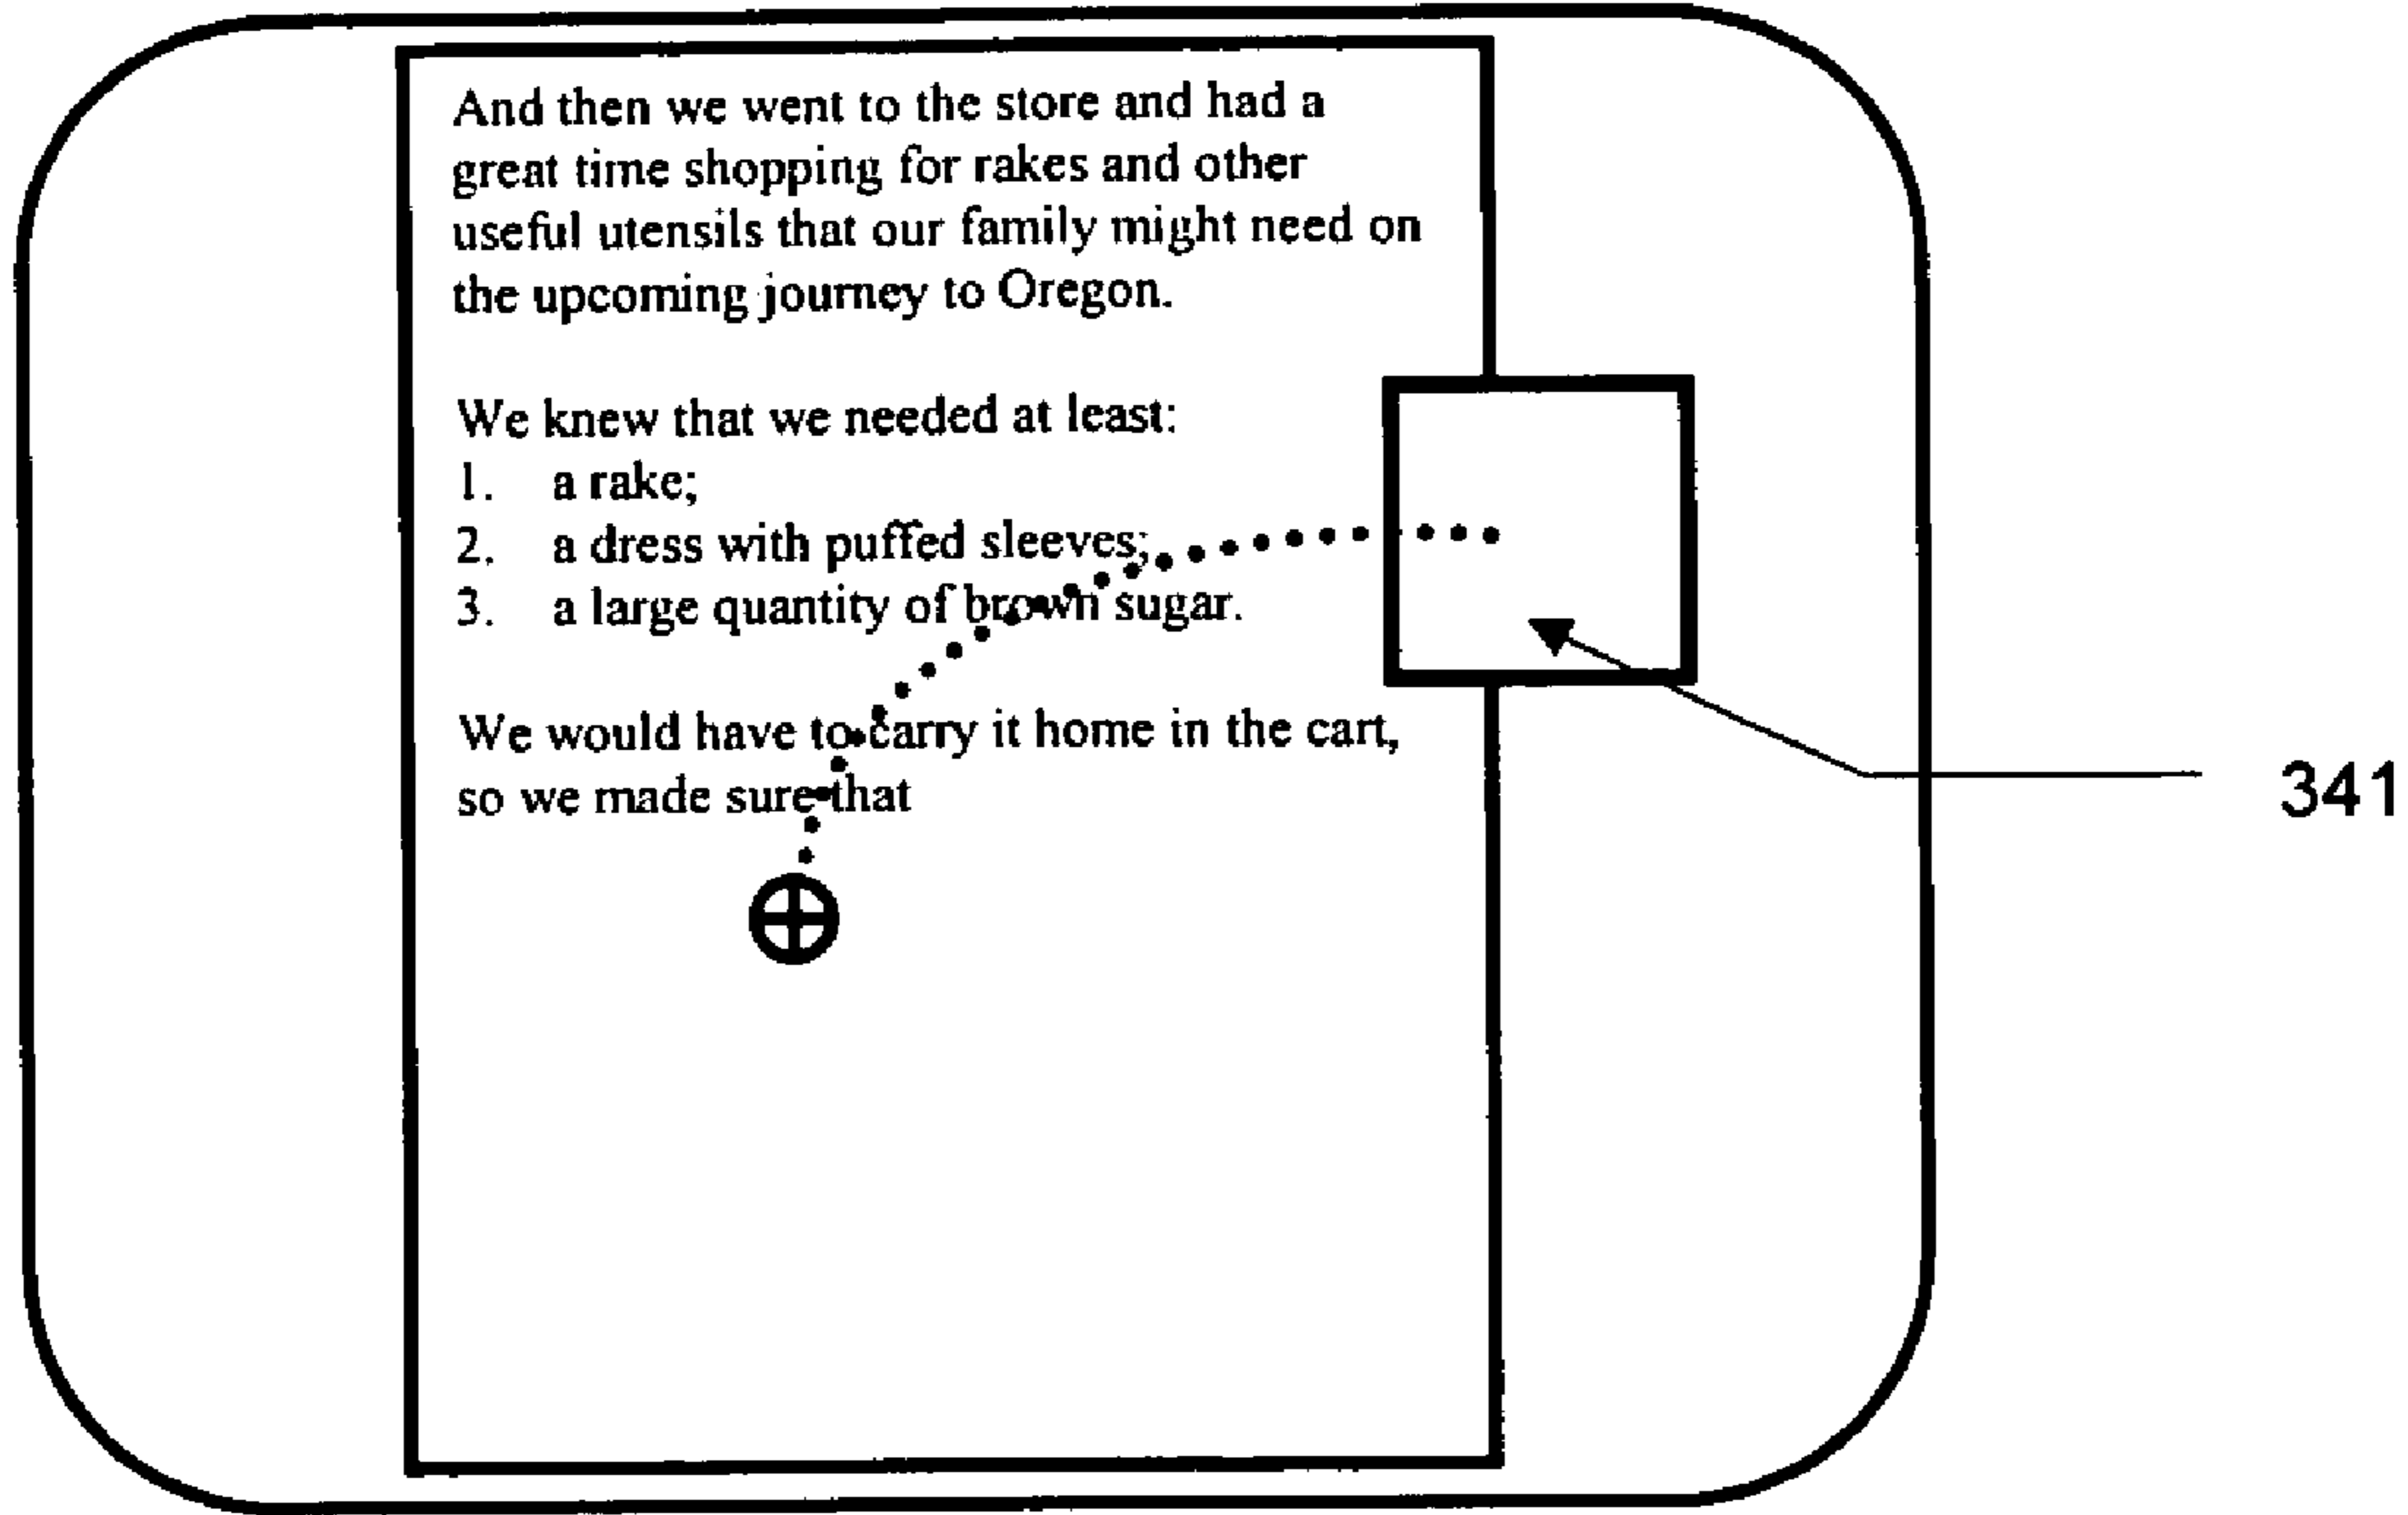 And then we went to the store and had a
great time shopping for rakes and other
useful utensils that our family might need on
the upcoming journey to Oregon.
We knew that we needed at least:
1. a rake;
2. a dress with puffed sleeves;
3. a large quantity of brown sugar.
We would have to carry it home in the cart,
so we made sure that
341